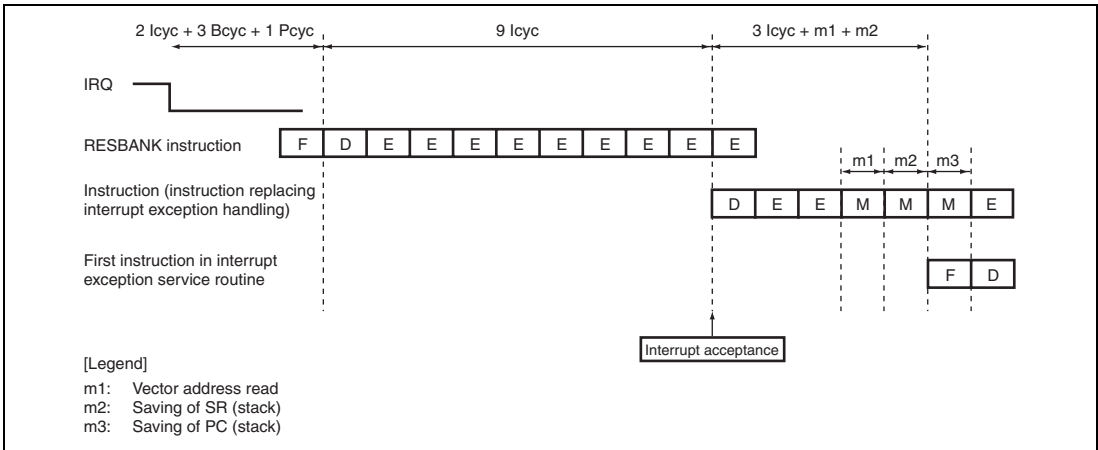 2 Icyc + 3 Bcyc + 1 Pcyc 9 Icyc 3 Icyc + m1 + m2
IRQ
RESBANK instruction F D E E E E E E E E E
m1 m2 m3
Instruction (instruction replacing
interrupt exception handling)
D E E M M M E
First instruction in interrupt
exception service routine
F D
Interrupt acceptance
[Legend]
m1: Vector address read
m2: Saving of SR (stack)
m3: Saving of PC (stack)